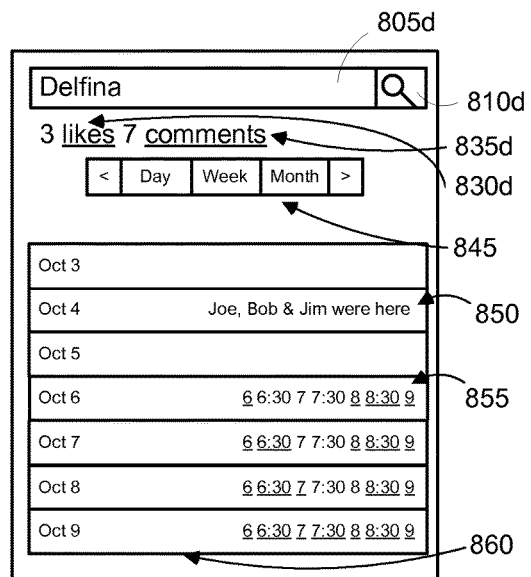 805d
Delfina
810d
3 likes 7 comments
835d
830d
< Day Week Month >
845
Oct 3
Oct 4 Joe, Bob & Jim were here
850
Oct 5
Oct 6 6 6:30 7 7:30 8 8:30 9
855
Oct 7 6 6:30 7 7:30 8 8:30 9
Oct 8 6 6:30 7 7:30 8 8:30 9
Oct 9 6 6:30 7 7:30 8 8:30 9
860